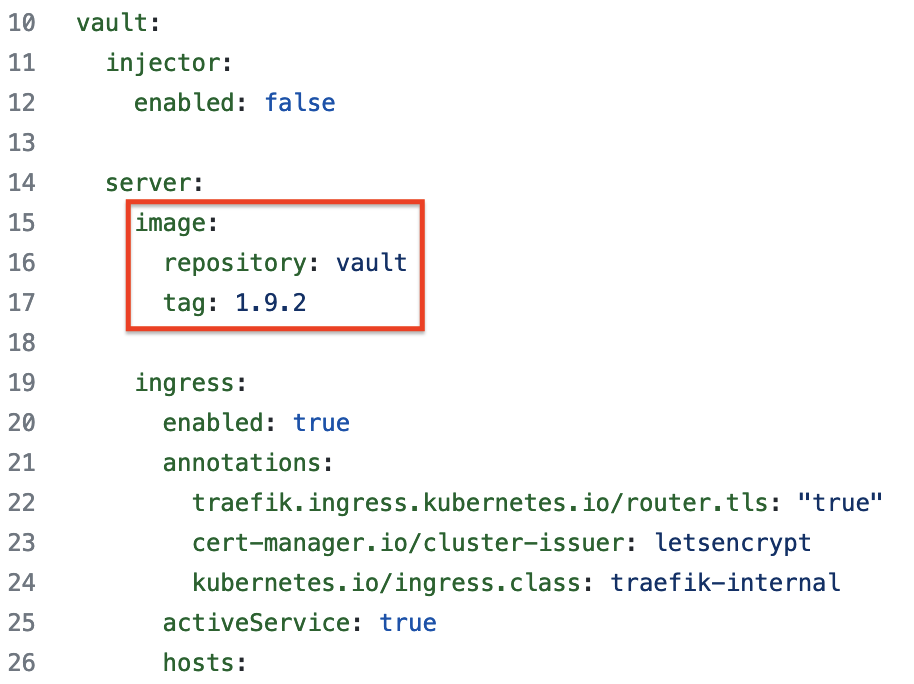 10 vault:
11 injector:
12 enabled: false
13
14 server:
15 image:
16 repository: vault
17 tag: 1.9.2
18
19 ingress:
20 enabled: true
21 annotations:
22 traefik.ingress.kubernetes.io/router.tls: "true"
23 cert-manager.io/cluster-issuer: letsencrypt
24 kubernetes.io/ingress.class: traefik-internal
25 activeService: true
26 hosts: